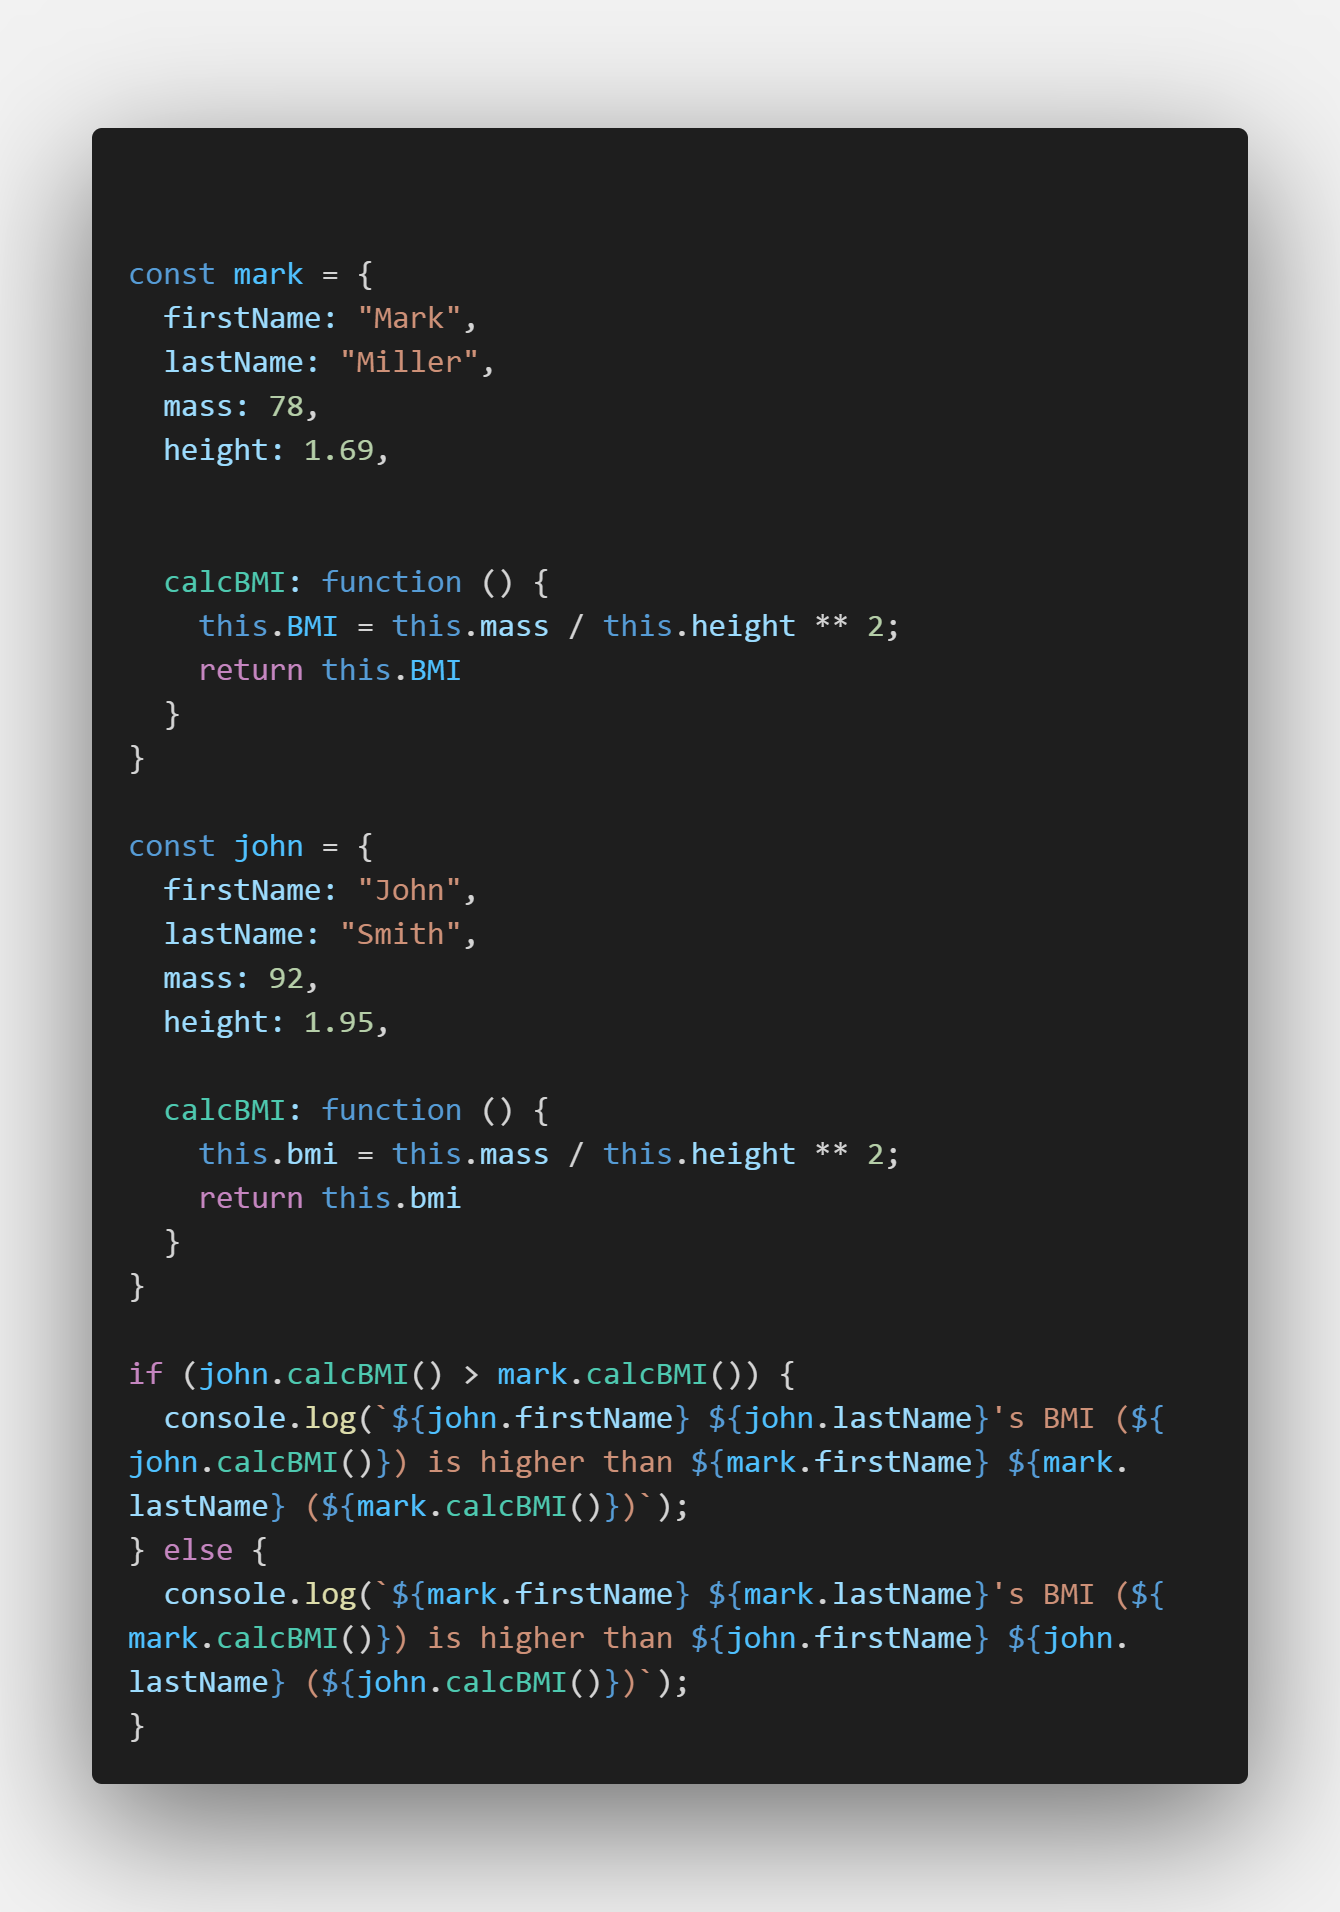 const mark = {
  firstName: "Mark",
  lastName: "Miller",
  mass: 78,
  height: 1.69,
  calcBMI: function () {
    this.BMI = this.mass / this.height ** 2;
    return this.BMI
  }
}
const john = {
  firstName: "John",
  lastName: "Smith",
  mass: 92,
  height: 1.95,
  calcBMI: function () {
    this.bmi = this.mass / this.height ** 2;
    return this.bmi
  }
}
if (john.calcBMI() > mark.calcBMI()) {
  console.log(`${john.firstName} ${john.lastName}'s BMI (${
john.calcBMI()}) is higher than ${mark.firstName} ${mark.
lastName} (${mark.calcBMI()})`);
} else {
  console.log(`${mark.firstName} ${mark.lastName}'s BMI (${
mark.calcBMI()}) is higher than ${john.firstName} ${john.
lastName} (${john.calcBMI()})`);
}